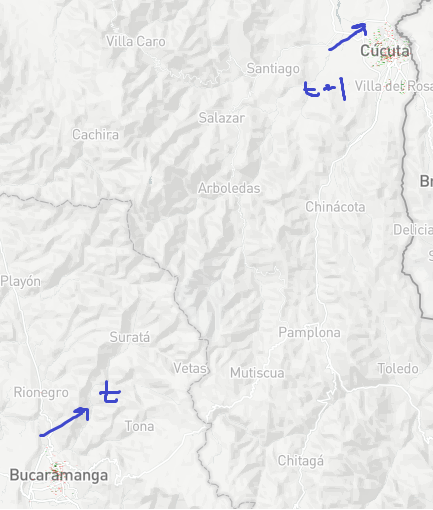 Villa Caro
Cúcuta
Santiago
t-1
Villa del Rosa
Salazar
Cachira
Arboledas
Br
Chinácota
Delicia
S
Playón
Pamplona
Suratá
Vetas
Mutiscua
Toledo
Rionegro
t
Tona
Chitagá
Bucaramanga